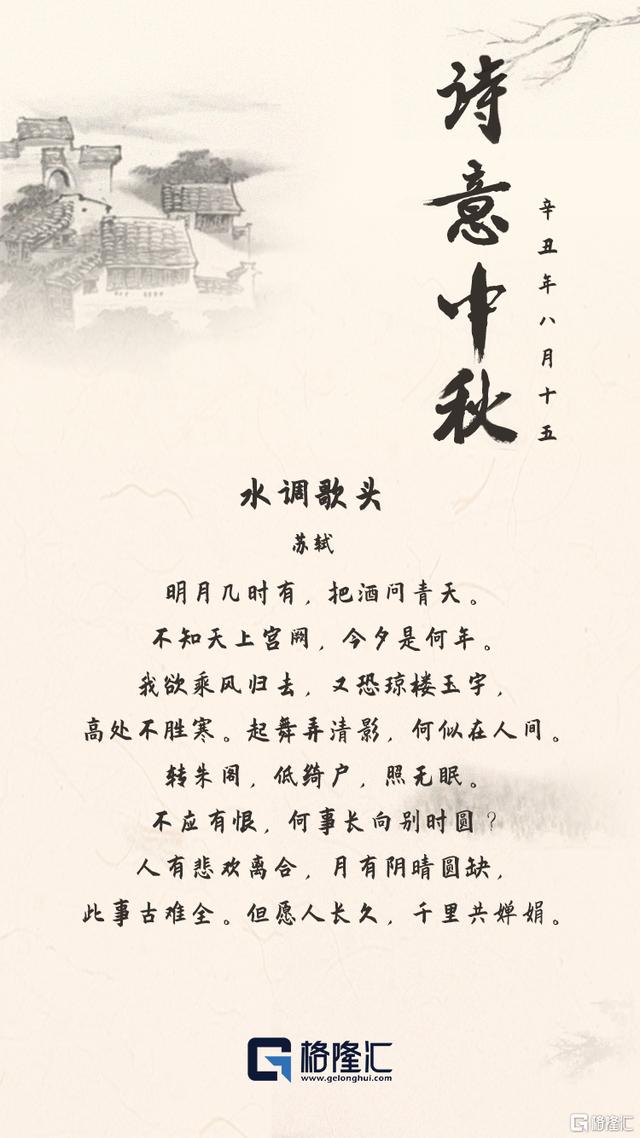 诗意中秋
辛丑年八月十五
水调歌头
苏轼
明月几时有，把酒问青天。
不知天上宫阙，今夕是何年。
我欲乘风归去，又恐琼楼玉宇，
高处不胜寒。起舞弄清影，何似在人间。
转朱阁，低绮户，照无眠。
不应有恨，何事长向别时圆？
人有悲欢离合，月有阴晴圆缺，
此事古难全。但愿人长久，千里共婵娟。
格隆汇
www.gelonghui.com
格隆汇